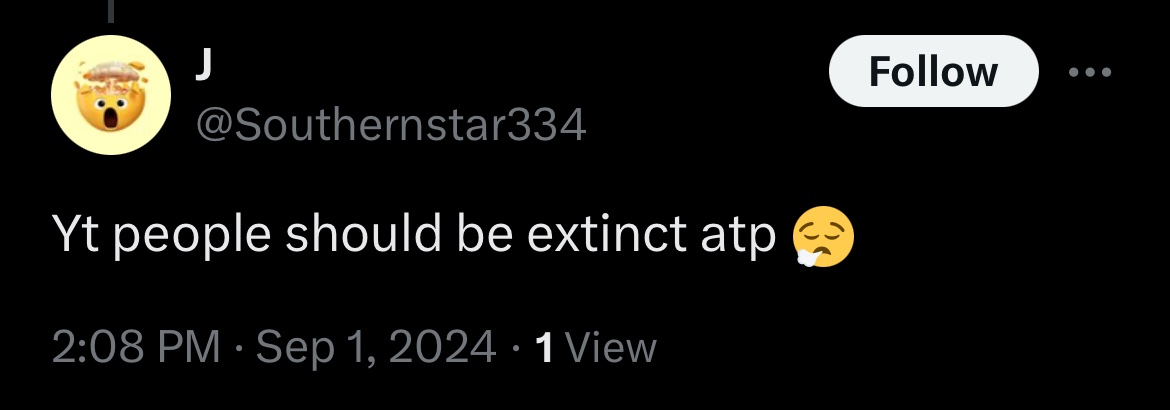 J
Follow
@Southernstar334
Yt people should be extinct atp 😮‍💨
2:08 PM · Sep 1, 2024 · 1 View